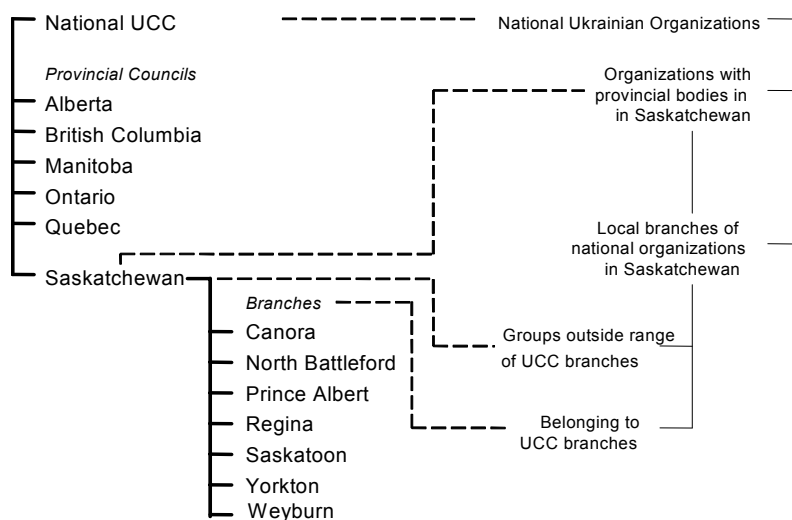 National UCC
National Ukrainian Organizations
Provincial Councils
Alberta
British Columbia
Manitoba
Ontario
Quebec
Saskatchewan
Organizations with
provincial bodies in
in Saskatchewan
Local branches of
national organizations
in Saskatchewan
Branches
Canora
North Battleford
Prince Albert
Regina
Saskatoon
Yorkton
Weyburn
Groups outside range
of UCC branches
Belonging to
UCC branches